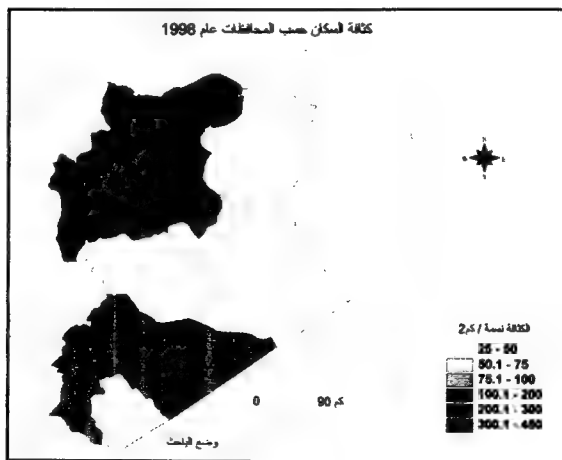 كثافة السكان حسب المحافظات عام 1998
N
الكثافة نسمة / كم2
25 - 50
50.1 - 75
75.1 - 100
100.1 - 200
200.1 - 300
300.1 - 450
0 90 كم
وضع الباحث